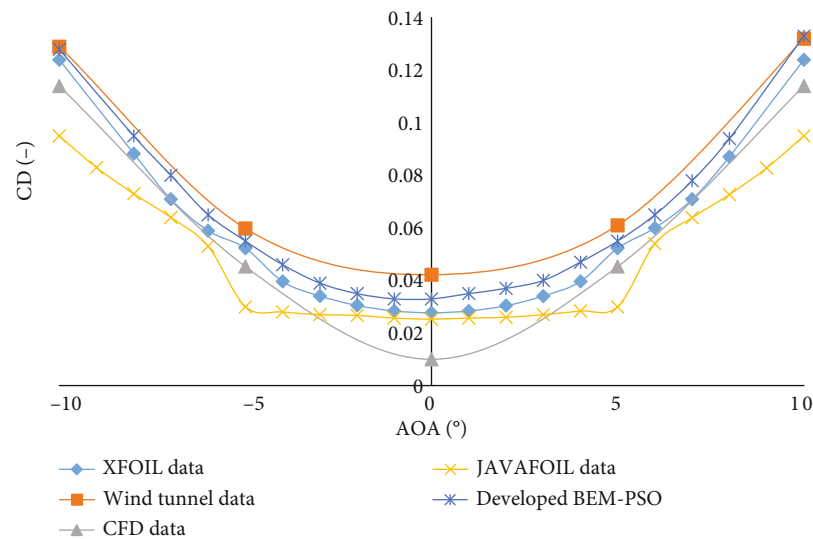 0.14
0.12
0.1
0.08
0.06
0.04
0.02
0
CD (–)
–10
–5
0
5
10
AOA (°)
XFOIL data
Wind tunnel data
CFD data
JAVAFOIL data
Developed BEM-PSO